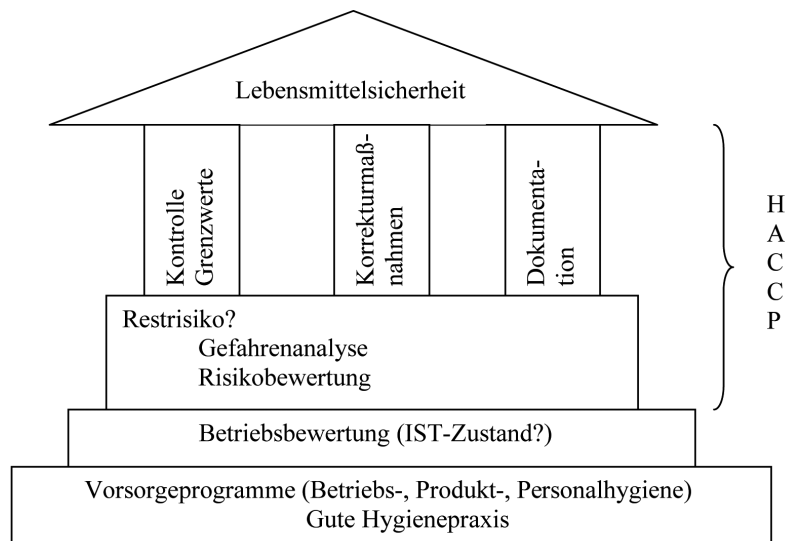 Lebensmittelsicherheit
Kontrolle
Grenzwerte
Korrekturmaß-
nahmen
Dokumenta-
tion
H
A
C
C
P
Restrisiko?
Gefahrenanalyse
Risikobewertung
Betriebsbewertung (IST-Zustand?)
Vorsorgeprogramme (Betriebs-, Produkt-, Personalhygiene)
Gute Hygienepraxis